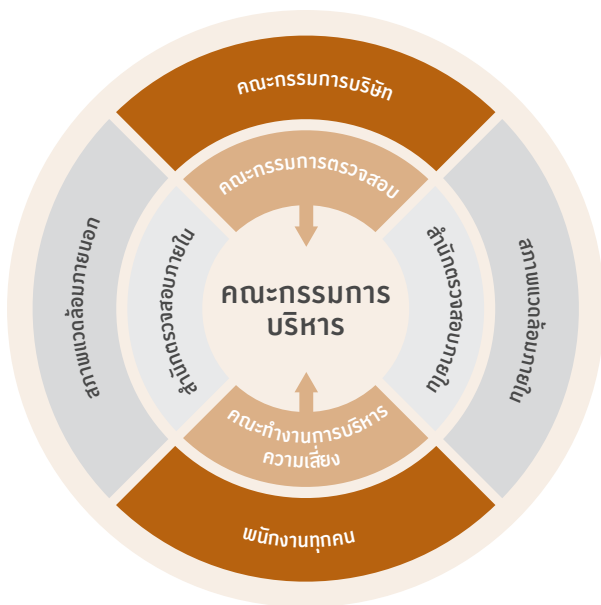 คณะกรรมการบริษัท
คณะกรรมการตรวจสอบ
สภาพแวดล้อมภายนอก
สำนักตรวจสอบภายใน
คณะกรรมการ
บริหาร
สำนักตรวจสอบภายใน
สภาพแวดล้อมภายใน
คณะทำงานการบริหาร
ความเสี่ยง
พนักงานทุกคน